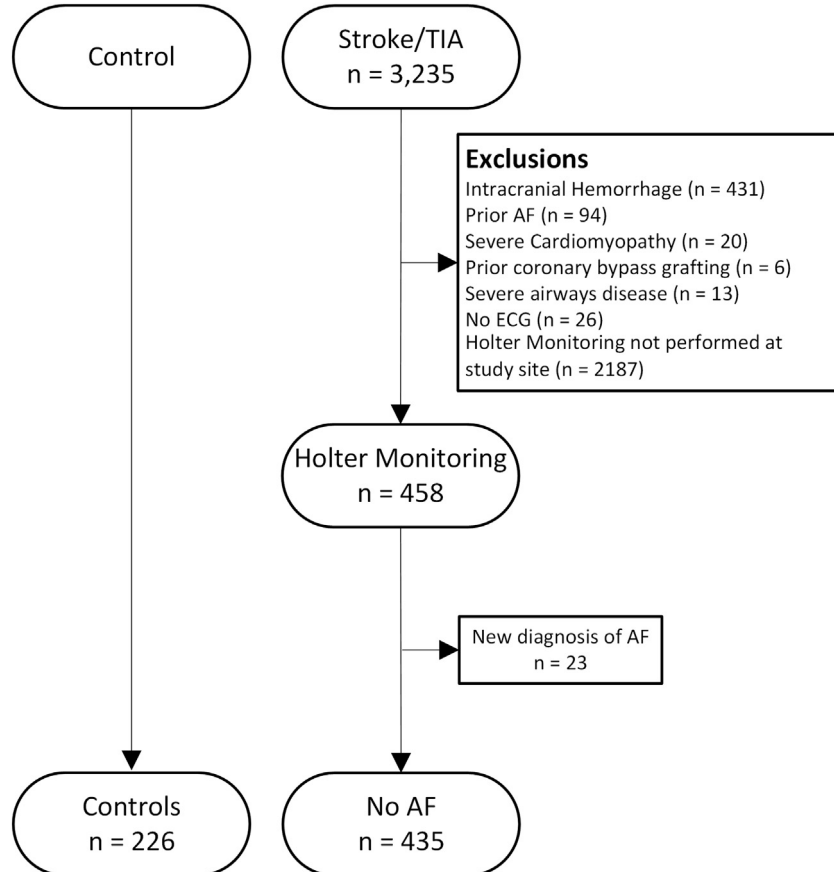 Control
Stroke/TIA
n = 3,235
Exclusions
Intracranial Hemorrhage (n = 431)
Prior AF (n = 94)
Severe Cardiomyopathy (n = 20)
Prior coronary bypass grafting (n = 6)
Severe airways disease (n = 13)
No ECG (n = 26)
Holter Monitoring not performed at
study site (n = 2187)
Holter Monitoring
n = 458
New diagnosis of AF
n = 23
Controls
n = 226
No AF
n = 435